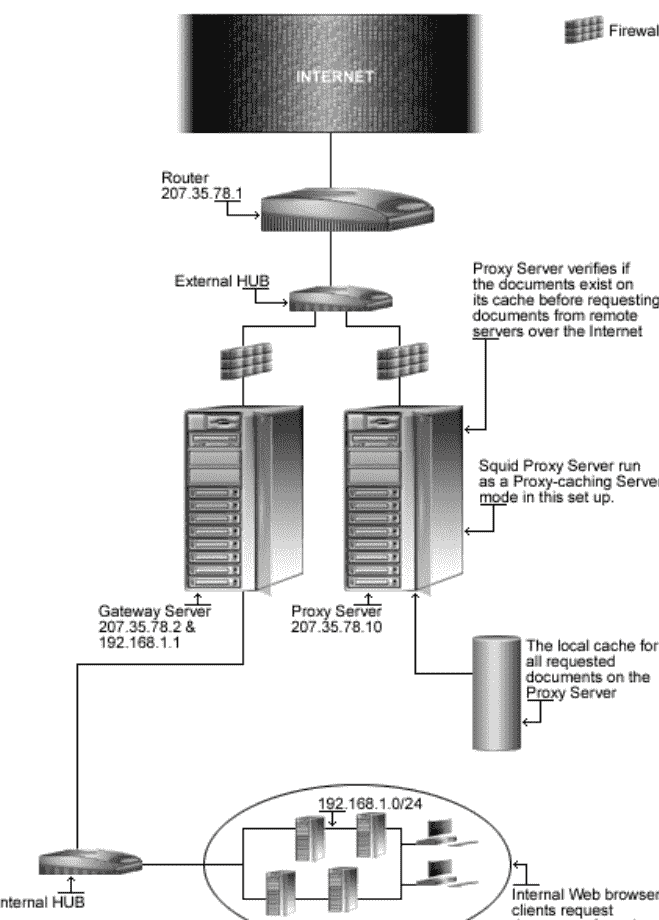 INTERNET
Firewal
Router
207.35.78.1
External HUB
Proxy Server verifies if
the documents exist on
its cache before requesting
documents from remote
servers over the Internet
Squid Proxy Server run
as a Proxy-caching Server
mode in this set up.
Gateway Server
207.35.78.2 &
192.168.1.1
Proxy Server
207.35.78.10
The local cache for
all requested
documents on the
Proxy Server
192.168.1.0/24
nternal HUB
Internal Web browser
clients request